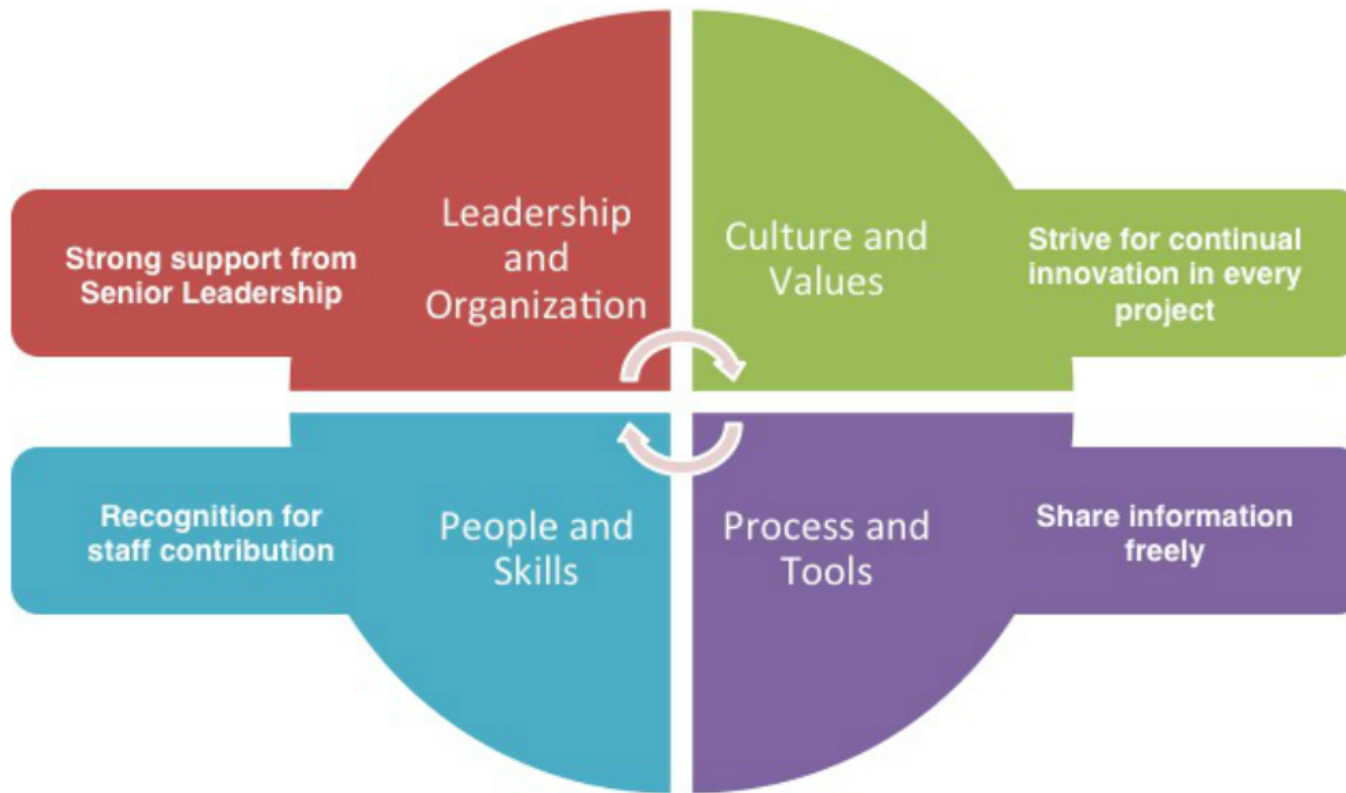 Strong support from
Senior Leadership
Leadership
and
Organization
Culture and
Values
Strive for continual
innovation in every
project
Recognition for
staff contribution
People and
Skills
Process and
Tools
Share information
freely